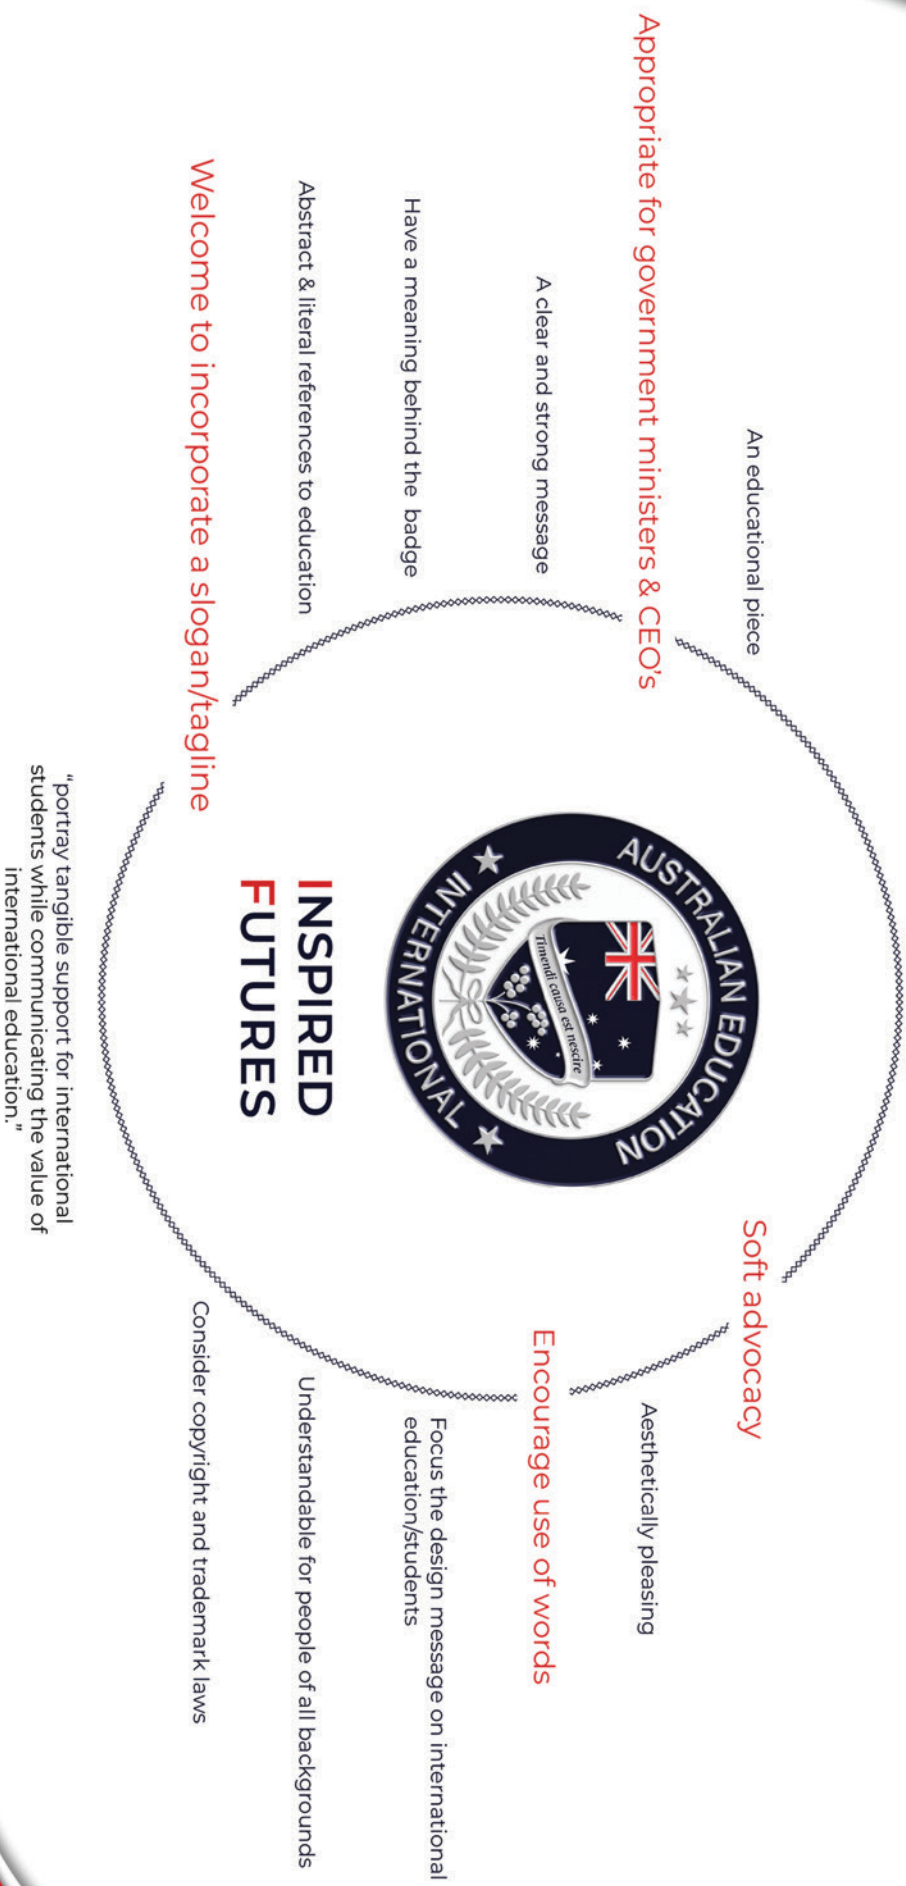 An educational piece
Appropriate for government ministers & CEO's
A clear and strong message
Have a meaning behind the badge
Abstract & literal references to education
Welcome to incorporate a slogan/tagline
AUSTRALIAN EDUCATION
Timendi causa est nescire
INTERNATIONAL
INSPIRED
FUTURES
Soft advocacy
Aesthetically pleasing
Encourage use of words
Focus the design message on international
education/students
Understandable for people of all backgrounds
Consider copyright and trademark laws
"portray tangible support for international
students while communicating the value of
international education."